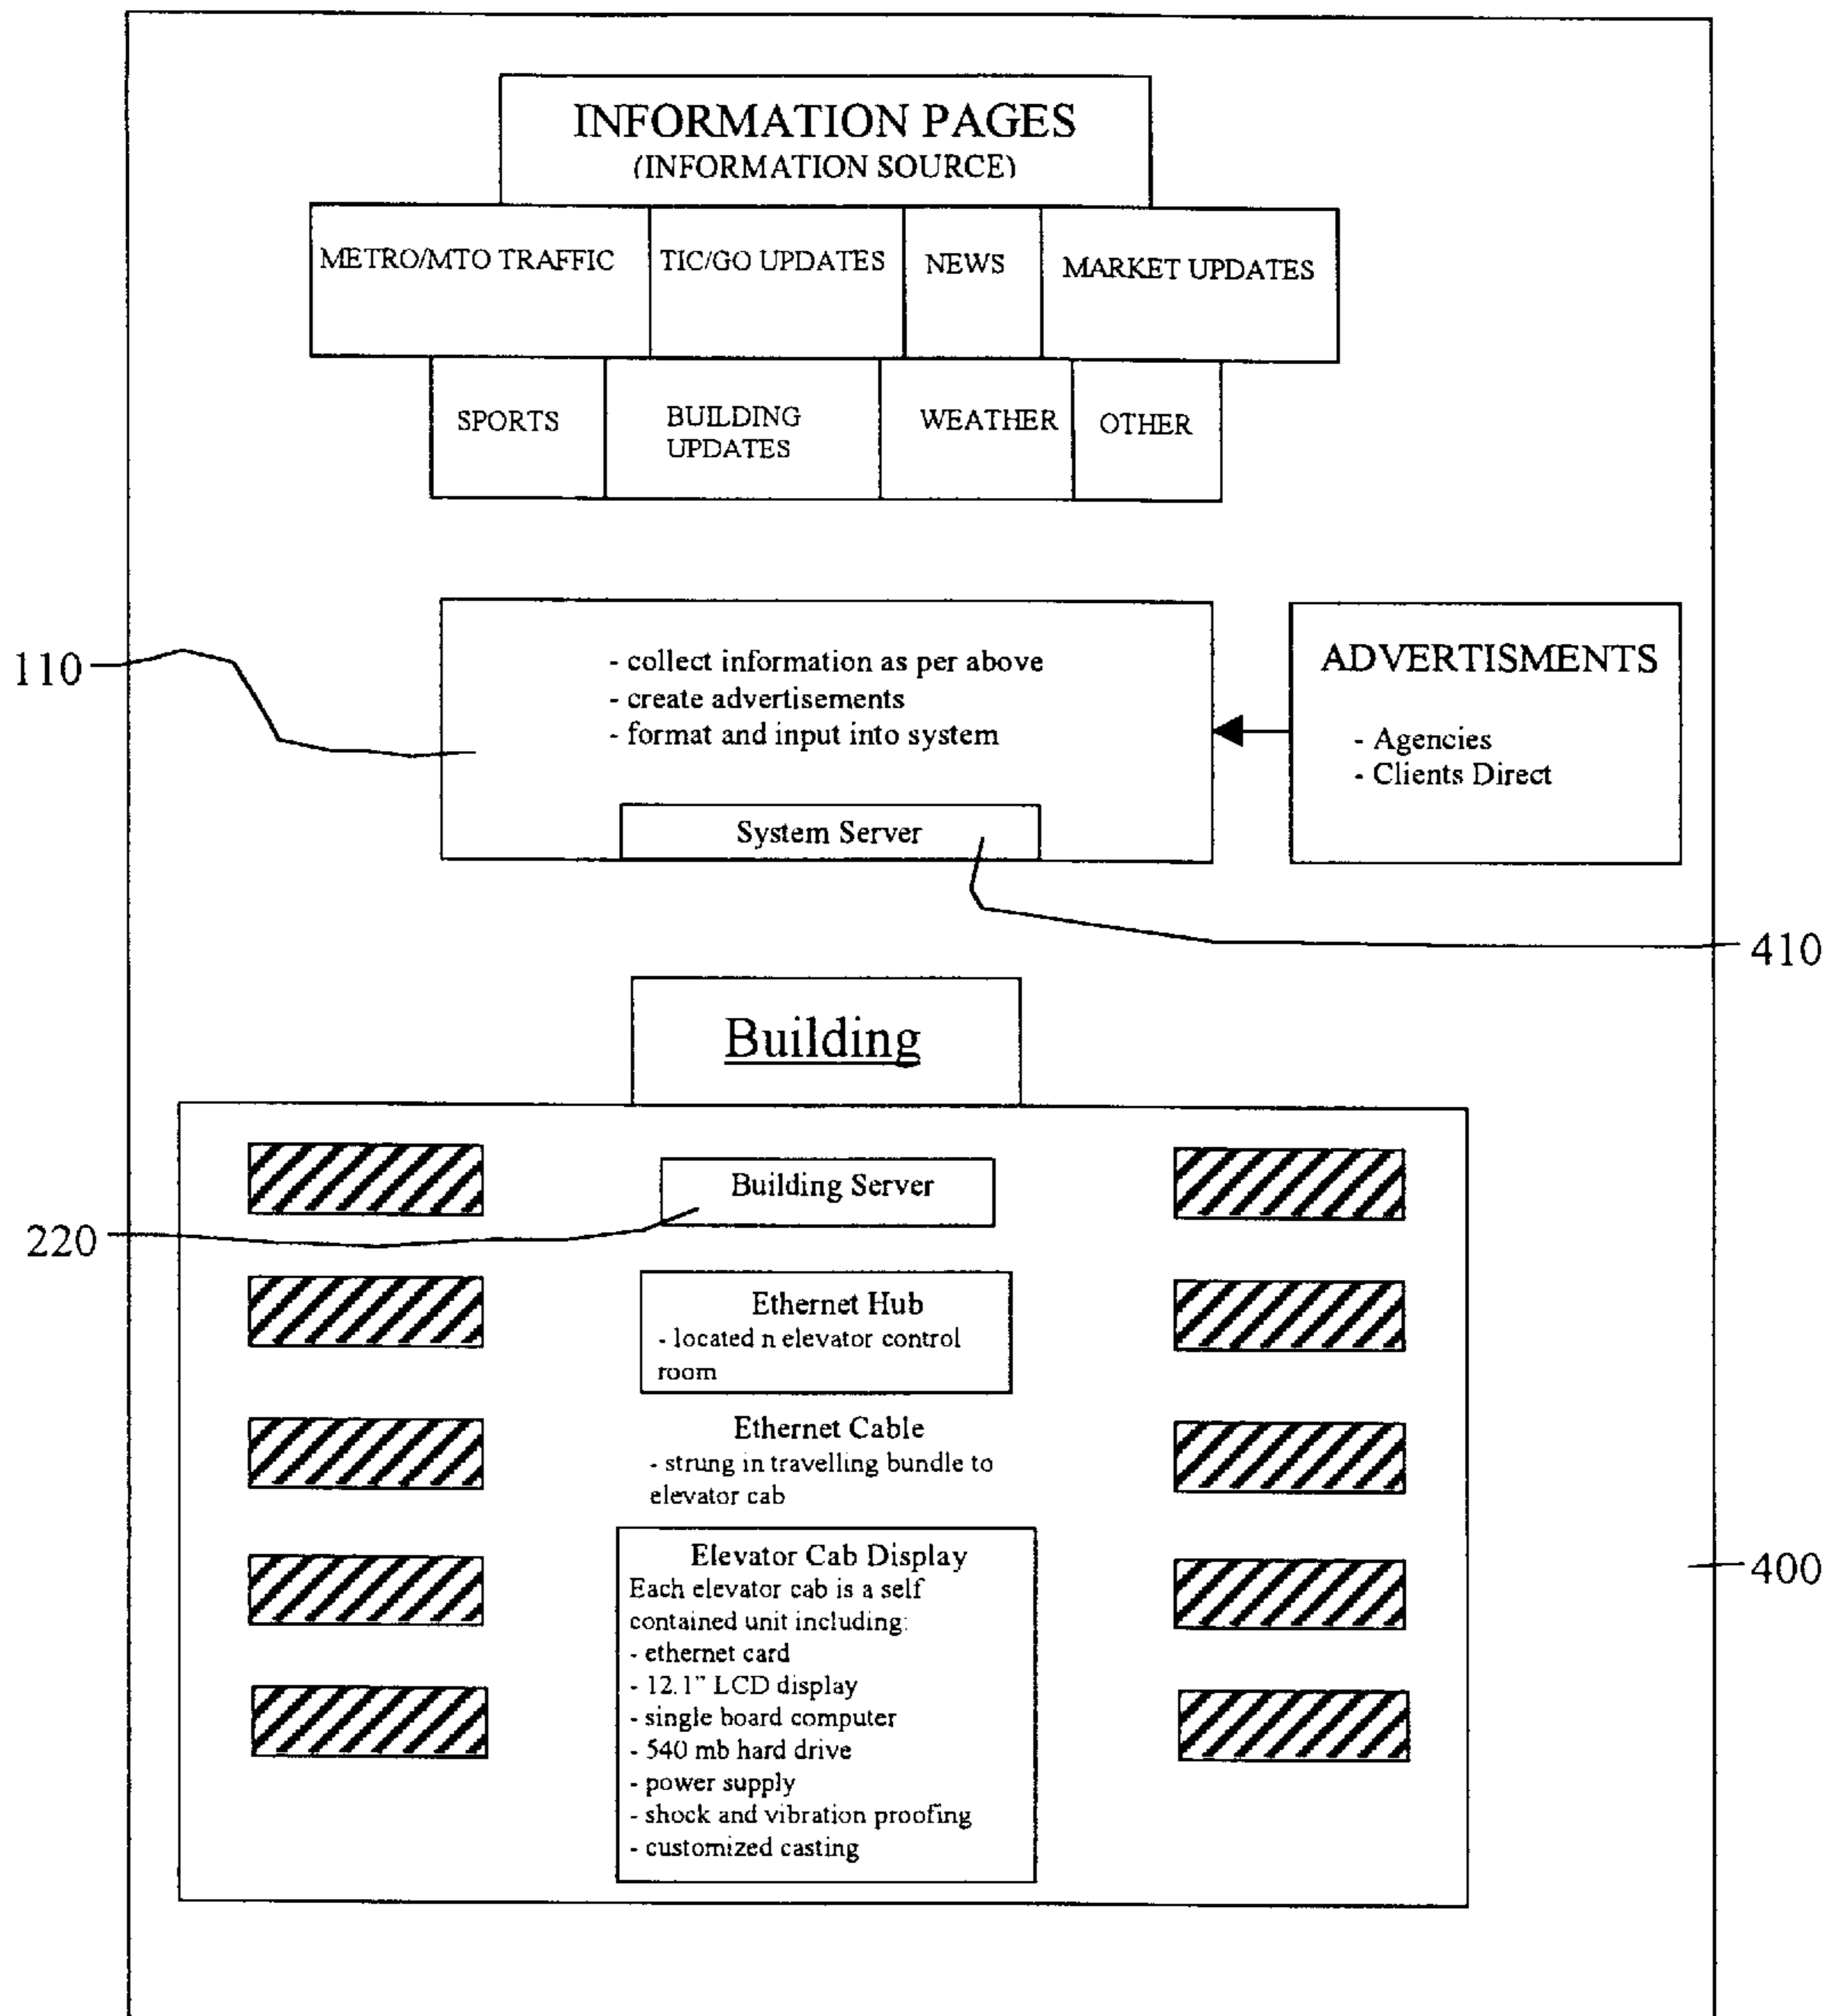 INFORMATION PAGES
(INFORMATION SOURCE)
METRO/MTO TRAFFIC
TIC/GO UPDATES
NEWS
MARKET UPDATES
SPORTS
BUILDING
UPDATES
WEATHER
OTHER
110
- collect information as per above
- create advertisements
- format and input into system
System Server
ADVERTISMENTS
- Agencies
- Clients Direct
410
Building
Building Server
220
Ethernet Hub
- located n elevator control
room
Ethernet Cable
- strung in travelling bundle to
elevator cab
Elevator Cab Display
Each elevator cab is a self
contained unit including:
- ethernet card
- 12.1" LCD display
- single board computer
- 540 mb hard drive
- power supply
- shock and vibration proofing
- customized casting
400